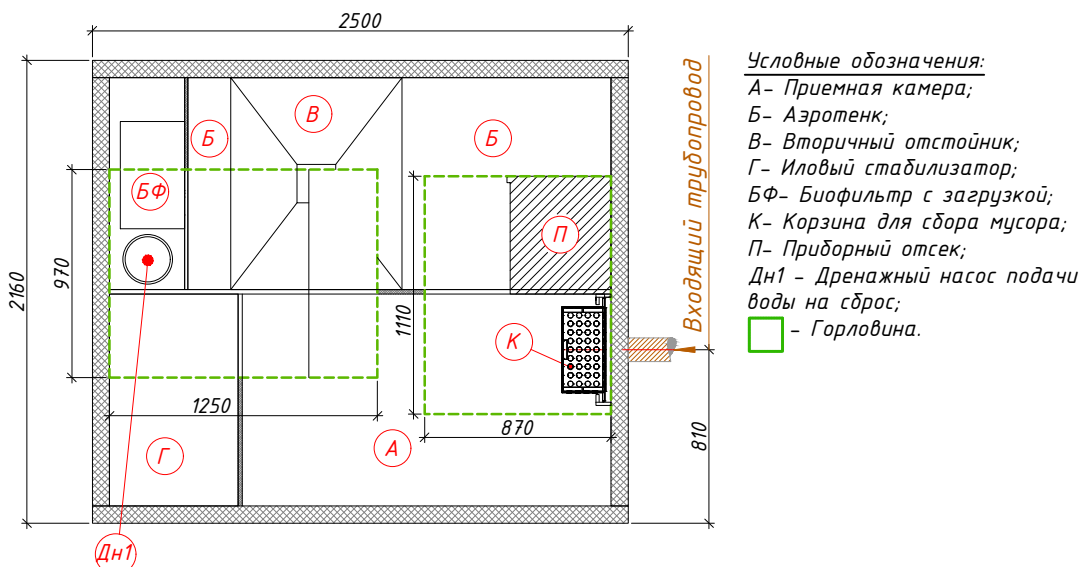 2500
Условные обозначения:
А- Приемная камера;
Б- Аэротенк;
В- Вторичный отстойник;
Г- Иловый стабилизатор;
БФ- Биофильтр с загрузкой;
К- Корзина для сбора мусора;
П- Приборный отсек;
Дн1 - Дренажный насос подачи
воды на сброс;
- Горловина.
Входящий трубопровод
В
Б
Б
БФ
П
970
2160
1110
К
1250
870
810
А
Г
Дн1